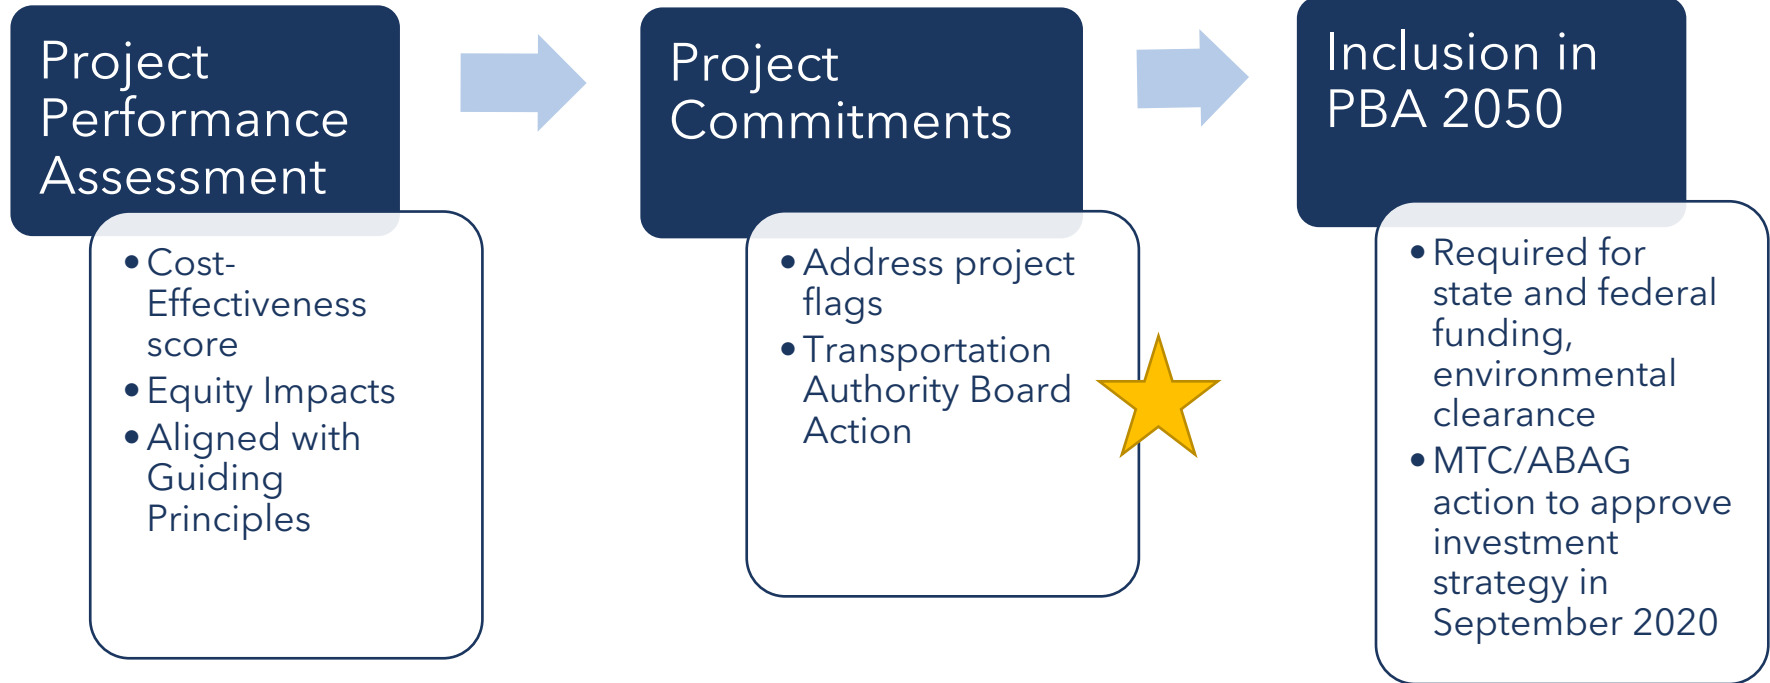 Project
Performance
Assessment
• Cost-
Effectiveness
score
• Equity Impacts
• Aligned with
Guiding
Principles
Project
Commitments
• Address project
flags
• Transportation
Authority Board
Action
Inclusion in
PBA 2050
• Required for
state and federal
funding,
environmental
clearance
• MTC/ABAG
action to approve
investment
strategy in
September 2020